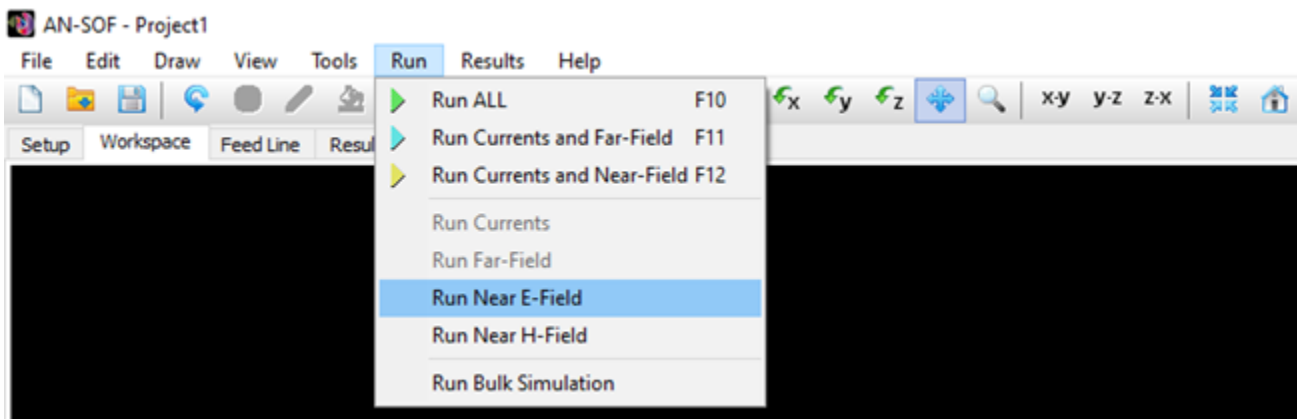 AN-SOF - Project1
File Edit Draw View Tools Run Results Help
x y z x-y y-z z-x
Setup Workspace Feed Line Resul
Run ALL F10
Run Currents and Far-Field F11
Run Currents and Near-Field F12
Run Currents
Run Far-Field
Run Near E-Field
Run Near H-Field
Run Bulk Simulation